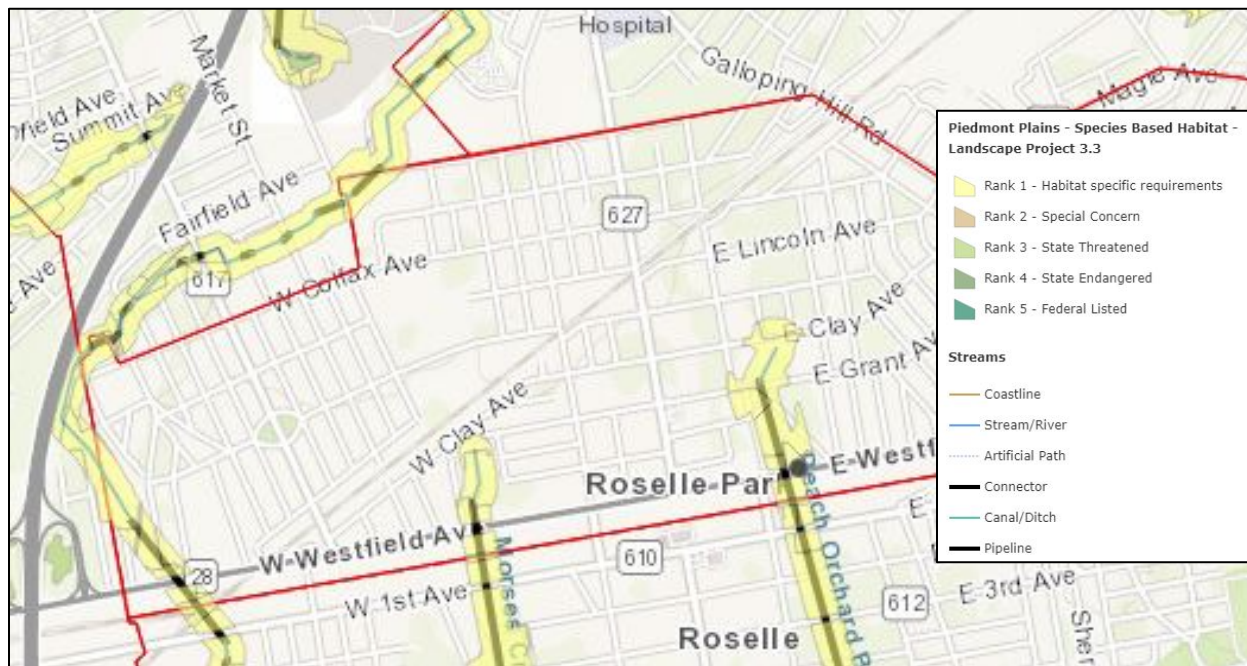 Hospital
Galloping Hill Rd
Magie Ave
Market St
Summit Ave
field Ave
Fairfield Ave
627
E Lincoln Ave
617
W Colfax Ave
E Clay Ave
E Grant Av
W Clay Ave
Roselle Par
E Westf
W Westfield Av
28
610
W 1st Ave
Morses C
Peach Orchard B
612
E 3rd Ave
Sher
Roselle
Piedmont Plains - Species Based Habitat -
Landscape Project 3.3
Rank 1 - Habitat specific requirements
Rank 2 - Special Concern
Rank 3 - State Threatened
Rank 4 - State Endangered
Rank 5 - Federal Listed
Streams
Coastline
Stream/River
Artificial Path
Connector
Canal/Ditch
Pipeline